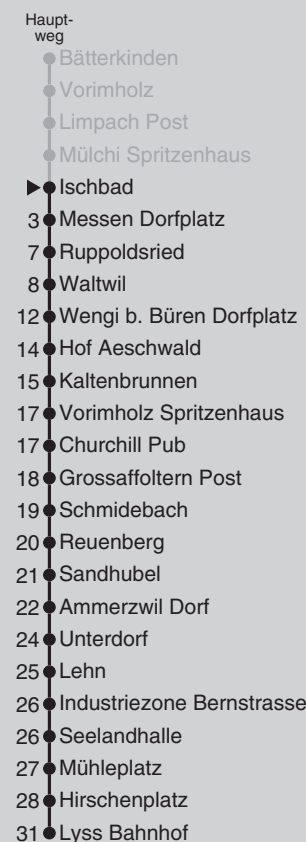 Haupt-
weg
Bätterkinden
Vorimholz
Limpach Post
Mülchi Spritzenhaus
Ischbad
3 Messen Dorfplatz
7 Ruppoldsried
8 Waltwil
12 Wengi b. Büren Dorfplatz
14 Hof Aeschwald
15 Kaltenbrunnen
17 Vorimholz Spritzenhaus
17 Churchill Pub
18 Grossaffoltern Post
19 Schmidebach
20 Reuenberg
21 Sandhubel
22 Ammerzwil Dorf
24 Unterdorf
25 Lehn
26 Industriezone Bernstrasse
26 Seelandhalle
27 Mühleplatz
28 Hirschenplatz
31 Lyss Bahnhof